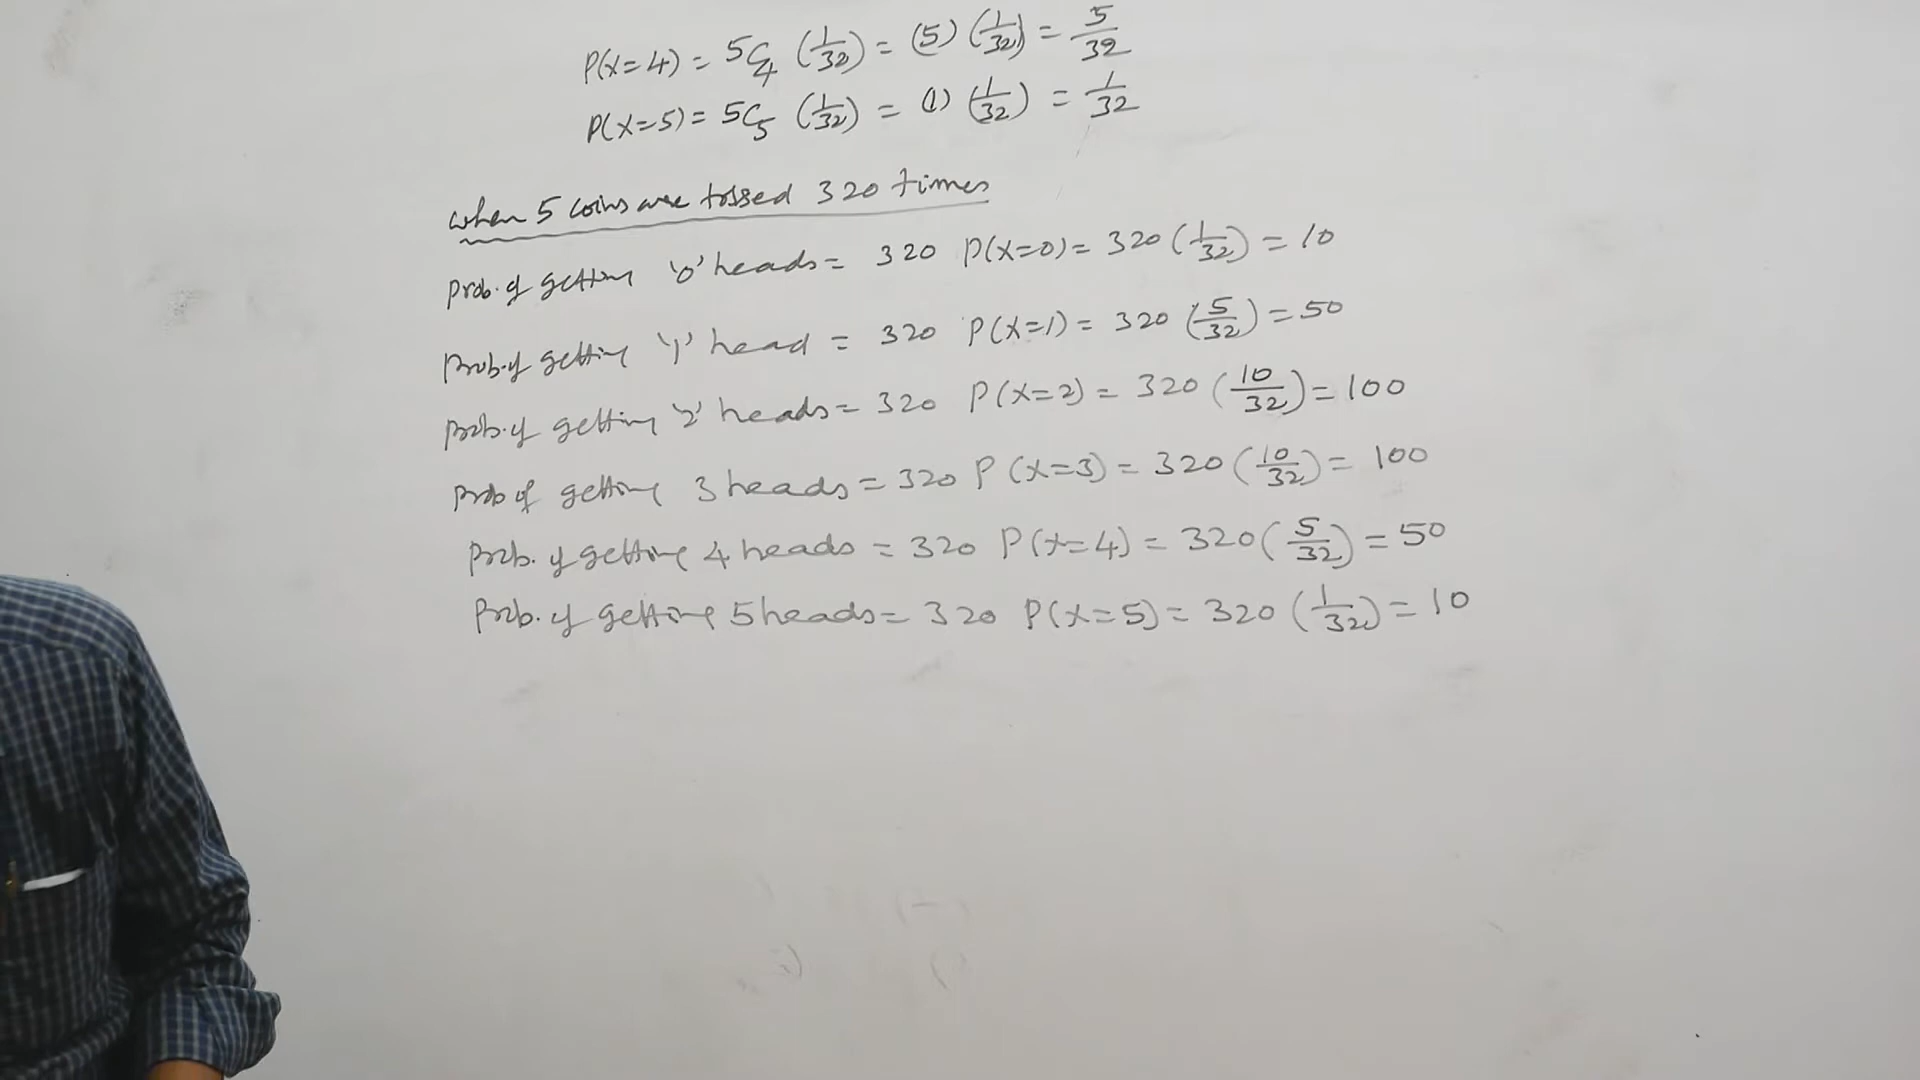 P(X=4) = 5C4 (1/32) = (5) (1/32) = 5/32
P(X=5) = 5C5 (1/32) = (1) (1/32) = 1/32
when 5 coins are tossed 320 times
Prob. of getting '0' heads = 320 P(X=0) = 320 (1/32) = 10
Prob. of getting '1' head = 320 P(X=1) = 320 (5/32) = 50
Prob. of getting '2' heads = 320 P(X=2) = 320 (10/32) = 100
Prob of getting 3 heads = 320 P(X=3) = 320 (10/32) = 100
Prob. of getting 4 heads = 320 P(X=4) = 320 (5/32) = 50
Prob. of getting 5 heads = 320 P(X=5) = 320 (1/32) = 10